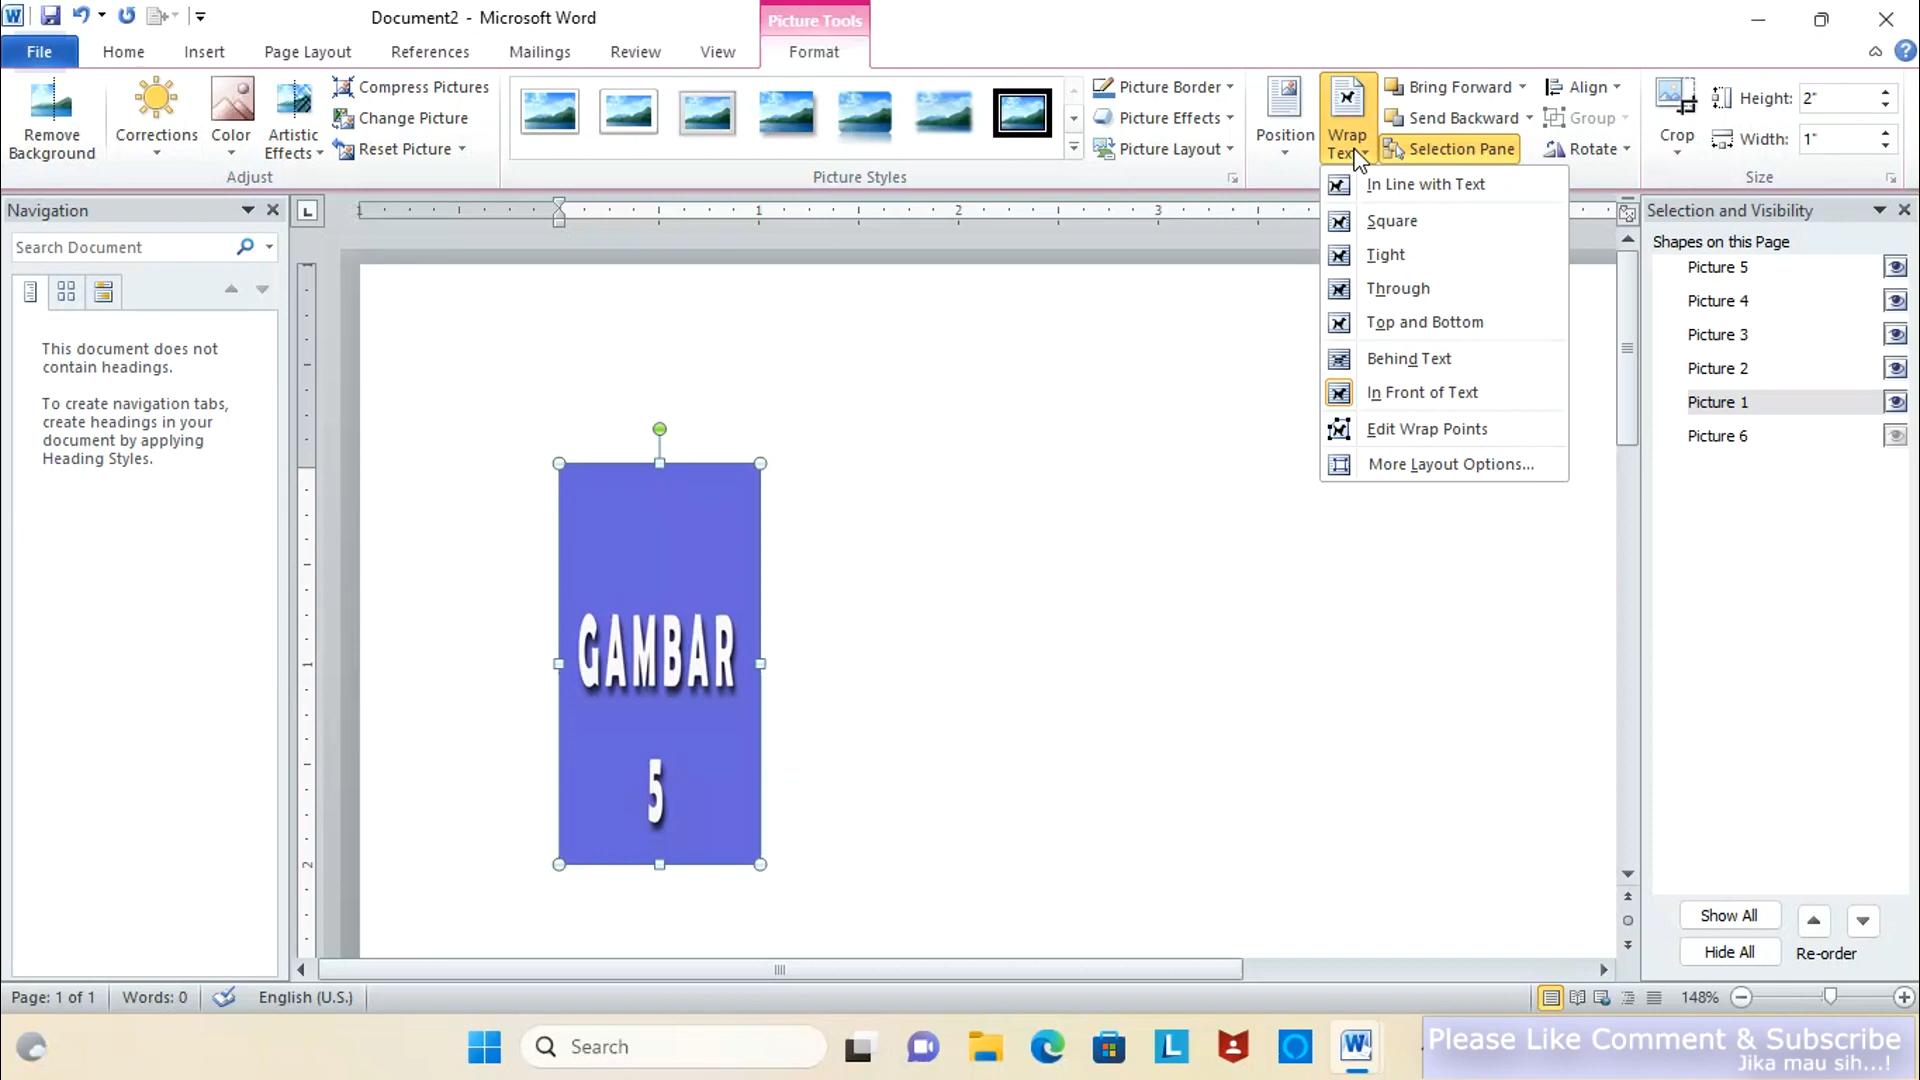 Document2 - Microsoft Word
Picture Tools
File
Home
Insert
Page Layout
References
Mailings
Review
View
Format
Remove
Background
Corrections
Color
Artistic
Effects
Compress Pictures
Change Picture
Reset Picture
Adjust
Picture Styles
Picture Border
Picture Effects
Picture Layout
Position
Wrap
Text
Bring Forward
Send Backward
Selection Pane
Align
Group
Rotate
Crop
Height: 2"
Width: 1"
Size
In Line with Text
Square
Tight
Through
Top and Bottom
Behind Text
In Front of Text
Edit Wrap Points
More Layout Options...
Navigation
Search Document
This document does not
contain headings.
To create navigation tabs,
create headings in your
document by applying
Heading Styles.
L
1
1
2
3
1
2
GAMBAR
5
Selection and Visibility
Shapes on this Page
Picture 5
Picture 4
Picture 3
Picture 2
Picture 1
Picture 6
Show All
Hide All
Re-order
Page: 1 of 1
Words: 0
English (U.S.)
148%
Search
Please Like Comment & Subscribe
Jika mau sih...!